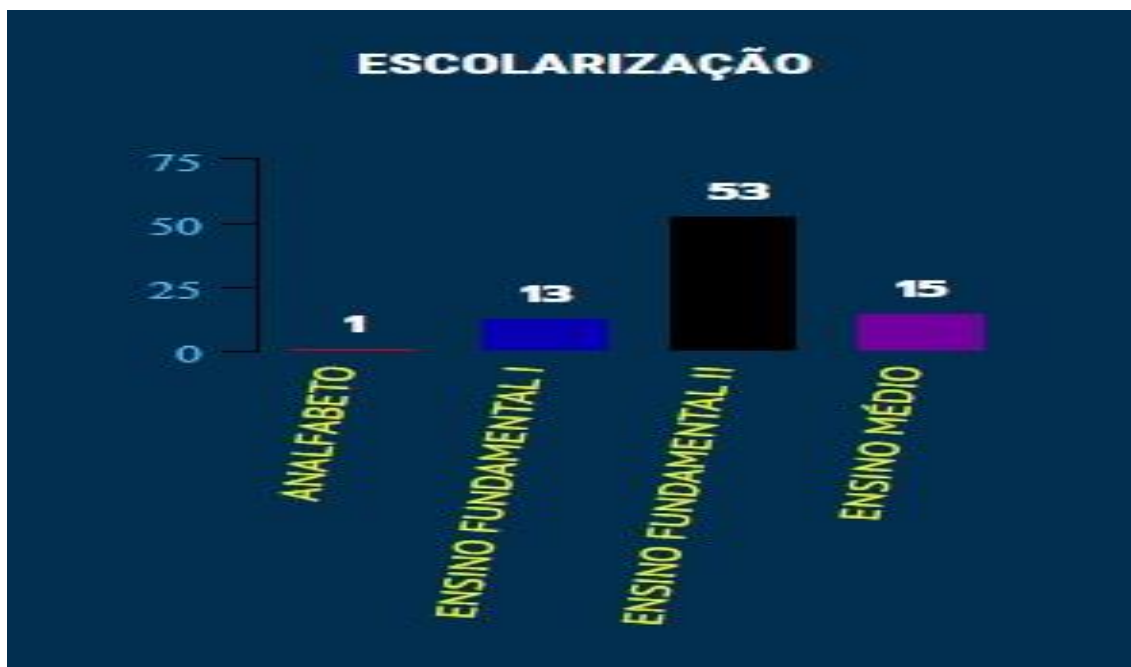 ESCOLARIZAÇÃO
75
50
25
0
1
13
53
15
ANALFABETO
ENSINO FUNDAMENTAL I
ENSINO FUNDAMENTAL II
ENSINO MÉDIO